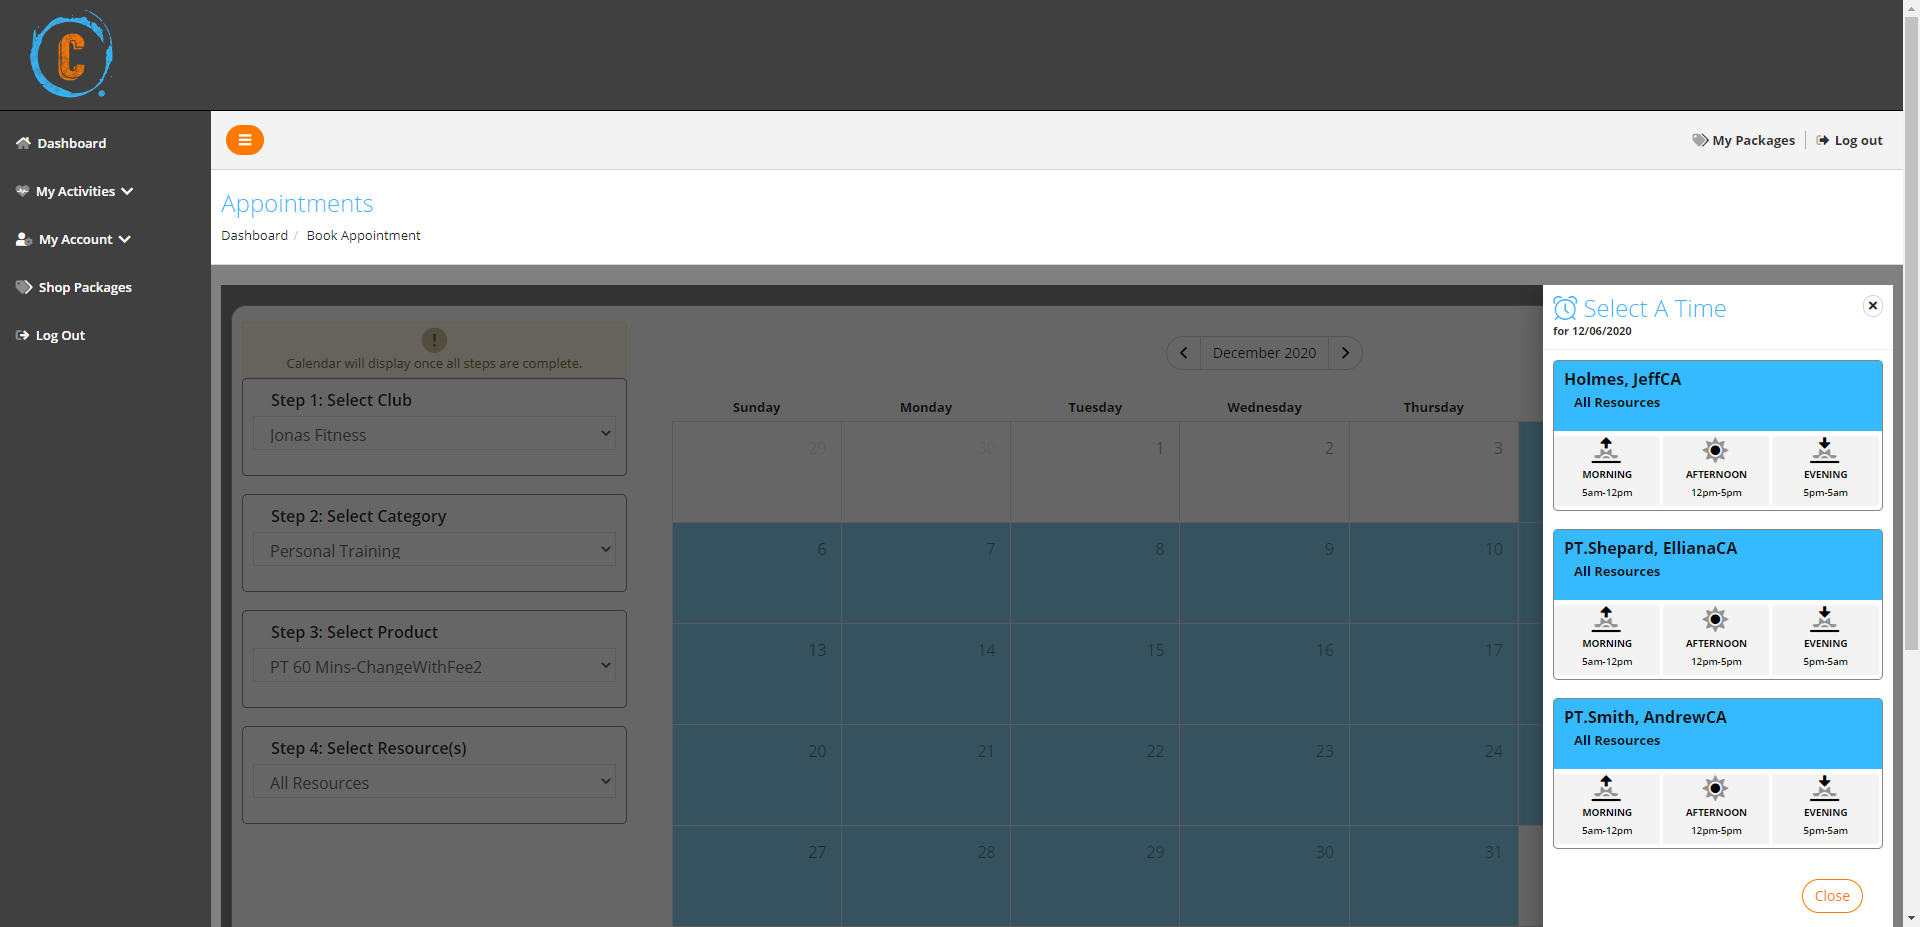 C
Dashboard
My Activities
My Account
Shop Packages
Log Out
My Packages
Log out
Appointments
Dashboard / Book Appointment
!
Calendar will display once all steps are complete.
Step 1: Select Club
Jonas Fitness
Step 2: Select Category
Personal Training
Step 3: Select Product
PT 60 Mins-ChangeWithFee2
Step 4: Select Resource(s)
All Resources
December 2020
Sunday Monday Tuesday Wednesday Thursday
29 30 1 2 3
6 7 8 9 10
13 14 15 16 17
20 21 22 23 24
27 28 29 30 31
Select A Time
for 12/06/2020
Holmes, JeffCA
All Resources
MORNING AFTERNOON EVENING
5am-12pm 12pm-5pm 5pm-5am
PT.Shepard, EllianaCA
All Resources
MORNING AFTERNOON EVENING
5am-12pm 12pm-5pm 5pm-5am
PT.Smith, AndrewCA
All Resources
MORNING AFTERNOON EVENING
5am-12pm 12pm-5pm 5pm-5am
Close